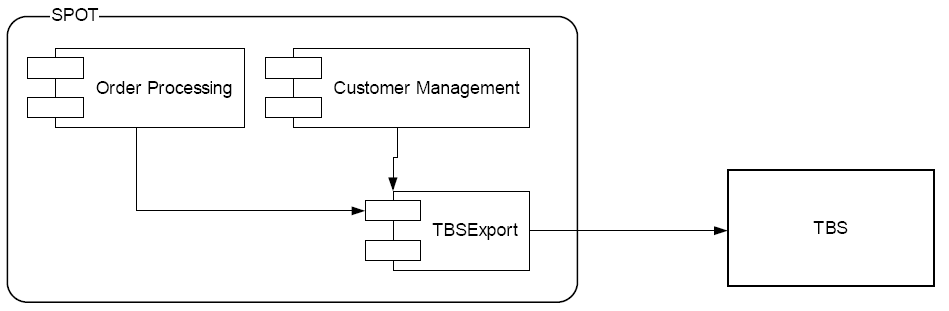 SPOT
Order Processing
Customer Management
TBSExport
TBS